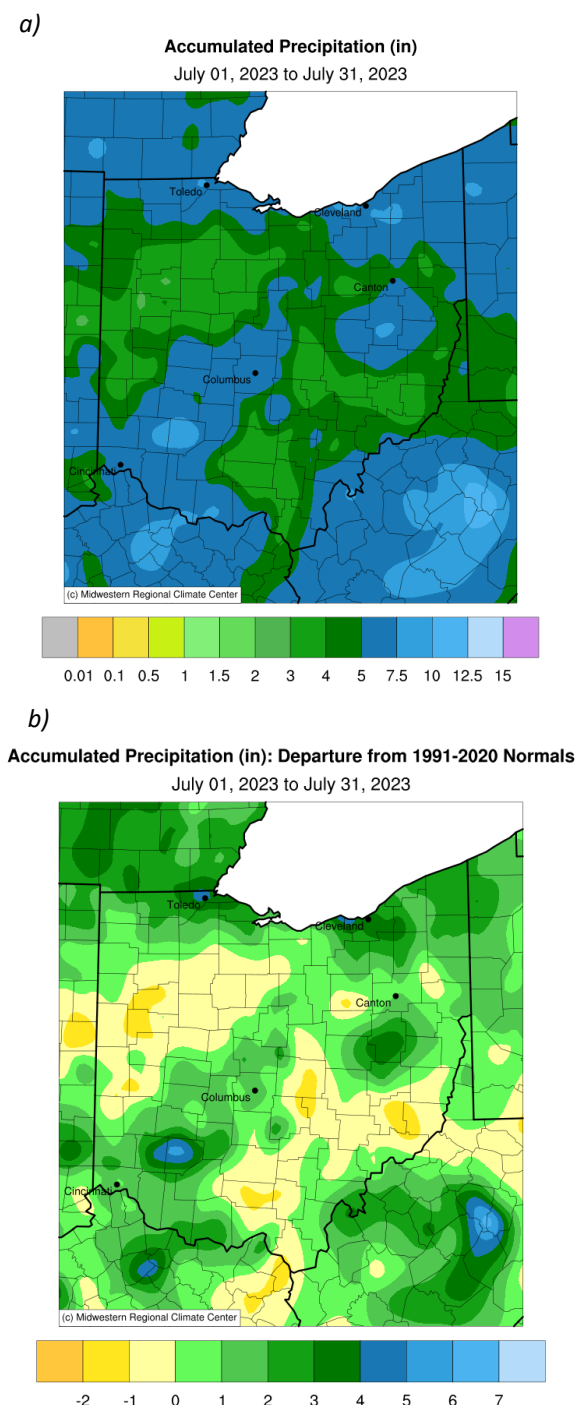 a)
Accumulated Precipitation (in)
July 01, 2023 to July 31, 2023
Toledo
Cleveland
Canton
Columbus
Cincinnati
(c) Midwestern Regional Climate Center
0.01 0.1 0.5 1 1.5 2 3 4 5 7.5 10 12.5 15
b)
Accumulated Precipitation (in): Departure from 1991-2020 Normals
July 01, 2023 to July 31, 2023
Toledo
Cleveland
Canton
Columbus
Cincinnati
(c) Midwestern Regional Climate Center
-2 -1 0 1 2 3 4 5 6 7